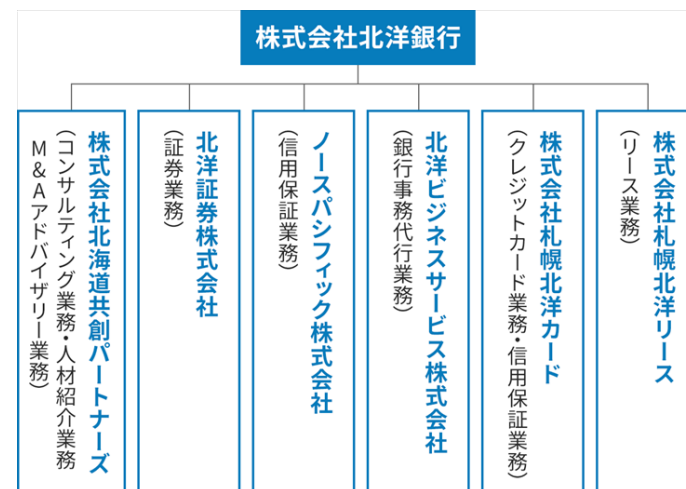 株式会社北洋銀行
株式会社札幌北洋リース
（リース業務）
株式会社札幌北洋カード
（クレジットカード業務・信用保証業務）
北洋ビジネスサービス株式会社
（銀行事務代行業務）
ノースパシフィック株式会社
（信用保証業務）
北洋証券株式会社
（証券業務）
株式会社北海道共創パートナーズ
（コンサルティング業務・人材紹介業務
M&Aアドバイザリー業務）